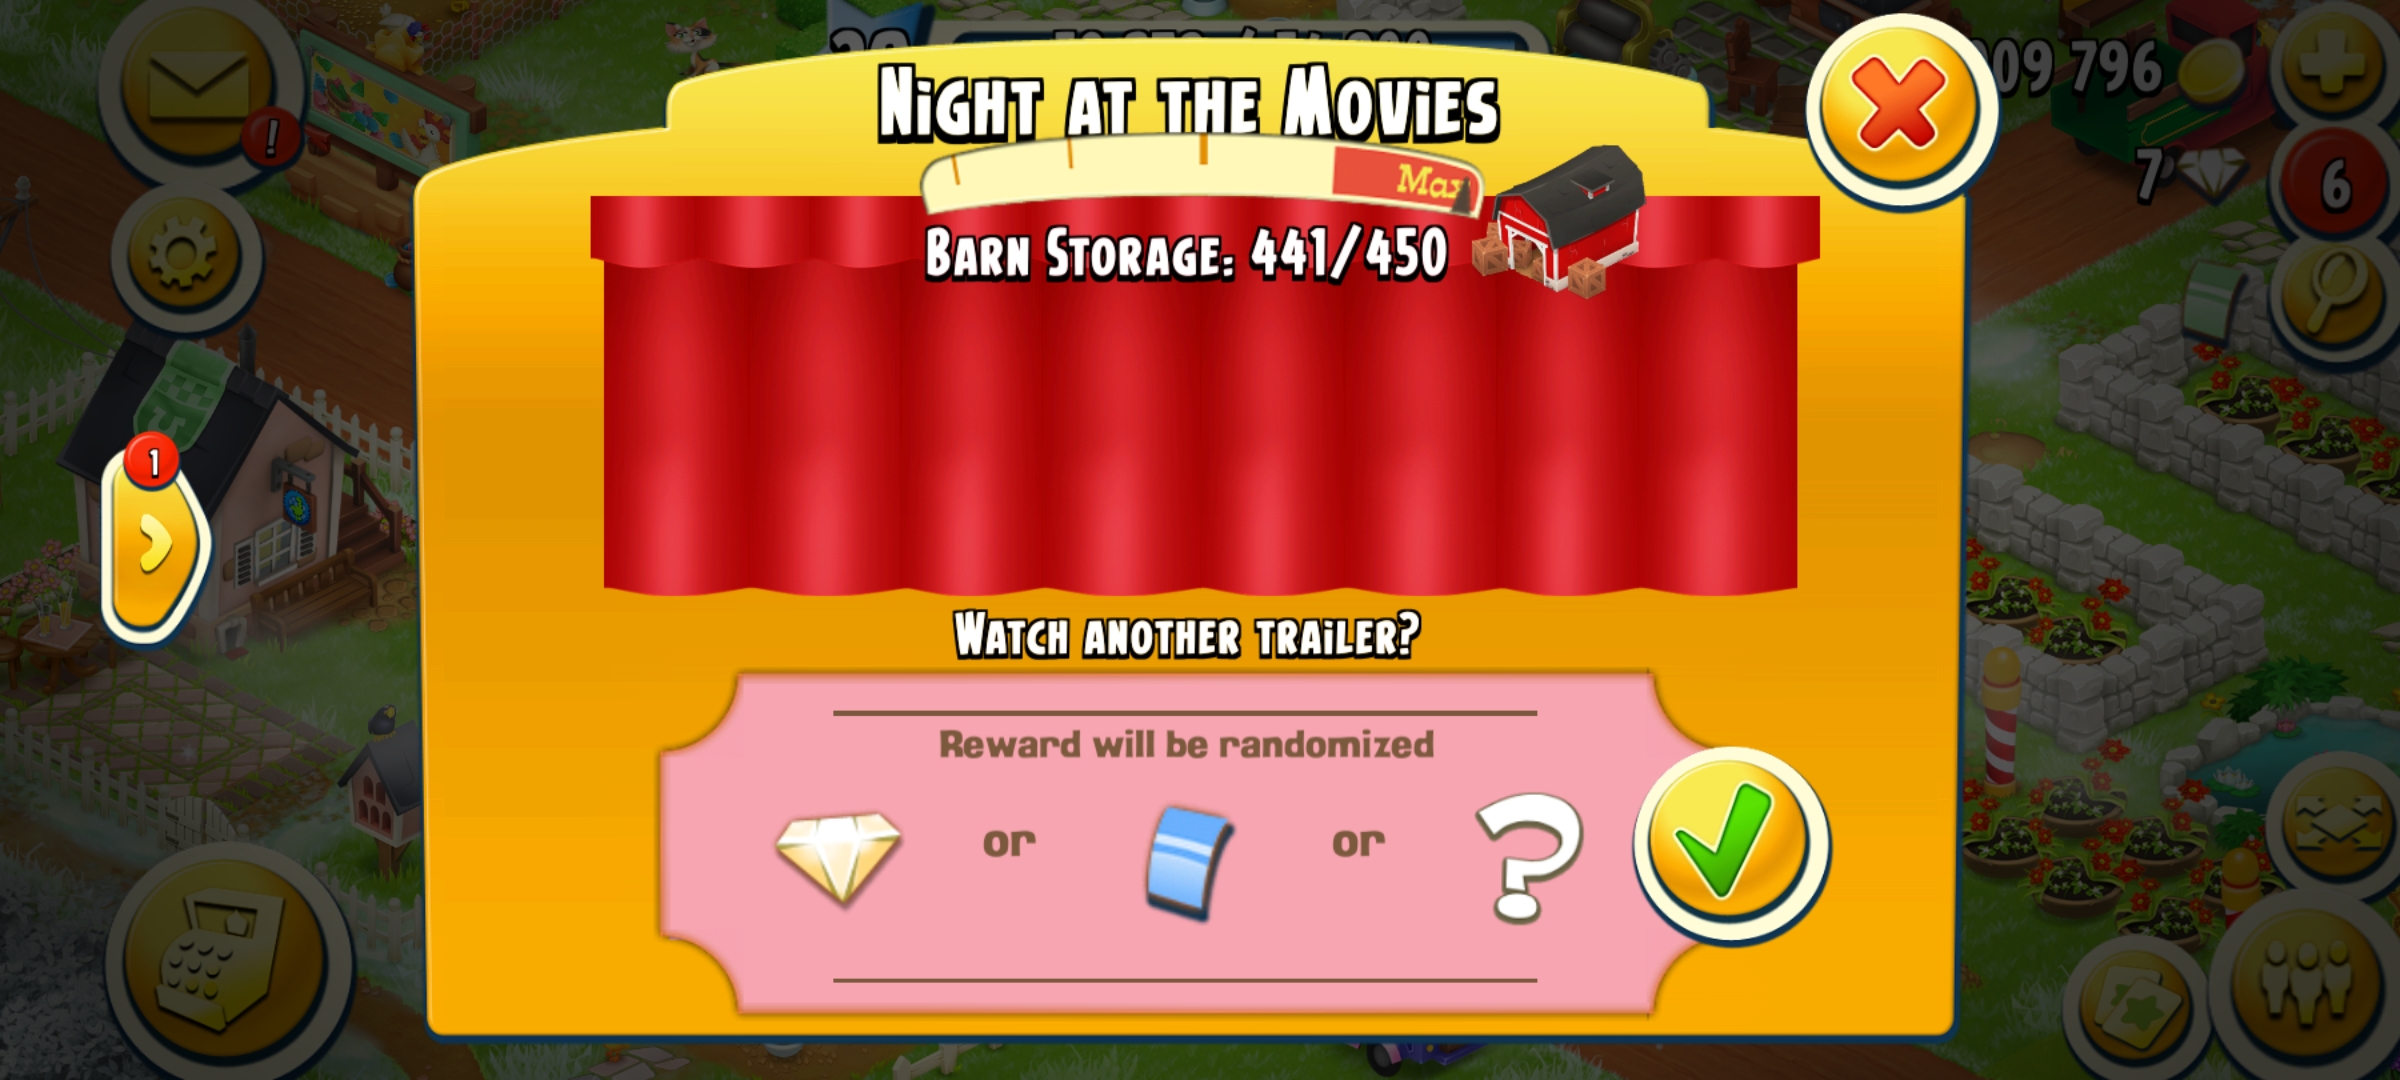 Night at the Movies
09 796
Max
7
6
Barn Storage: 441/450
1
Watch another trailer?
Reward will be randomized
or
or
?